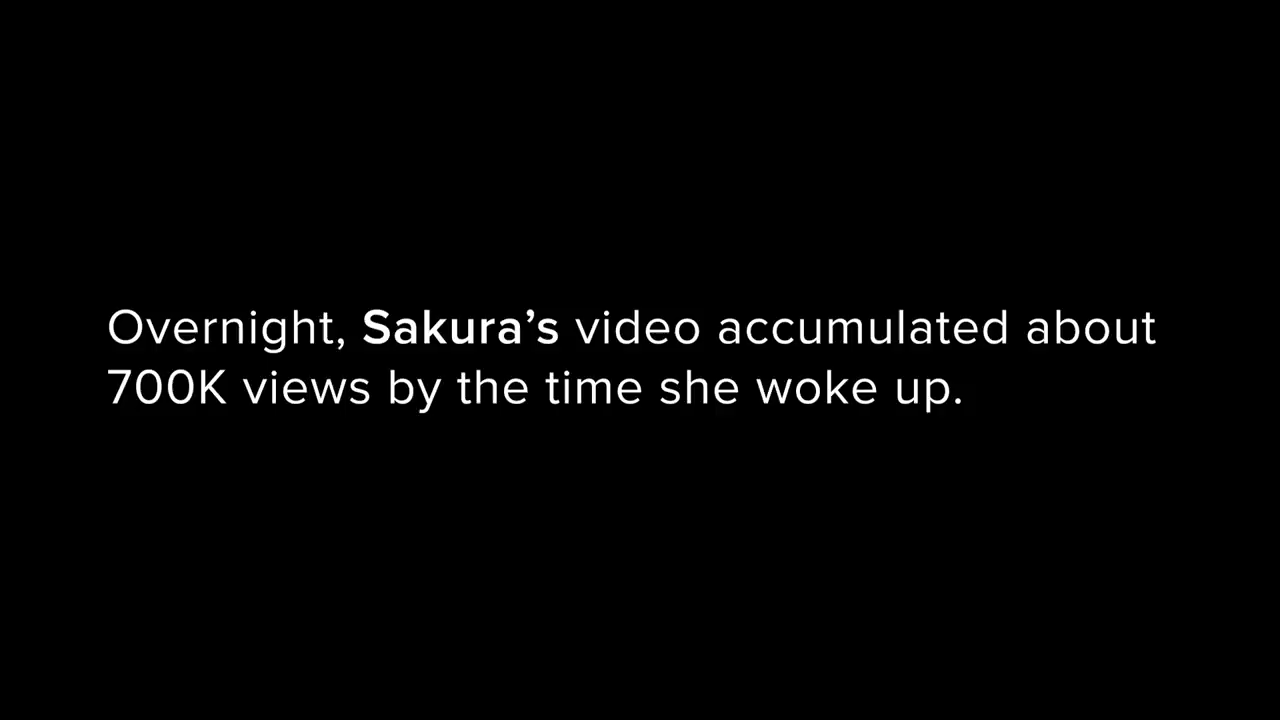 Overnight, Sakura’s video accumulated about
700K views by the time she woke up.